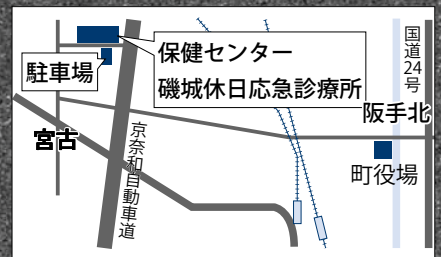 保健センター
磯城休日応急診療所
駐車場
国道24号
阪手北
宮古
京奈和自動車道
町役場